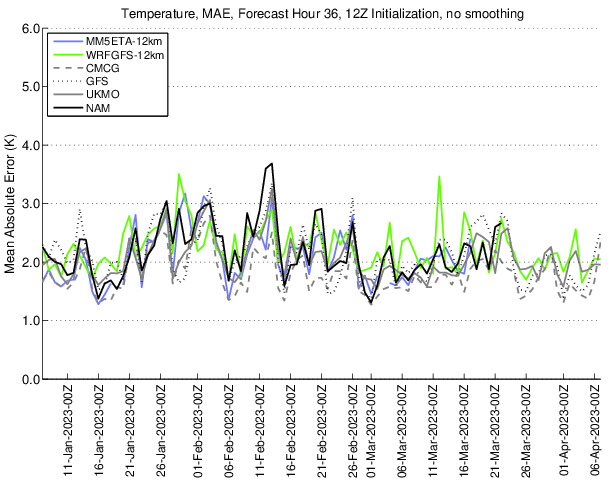 Temperature, MAE, Forecast Hour 36, 12Z Initialization, no smoothing
Mean Absolute Error (K)
6.0
5.0
4.0
3.0
2.0
1.0
0.0
MM5ETA-12km
WRFGFS-12km
CMCG
GFS
UKMO
NAM
11-Jan-2023-00Z
16-Jan-2023-00Z
21-Jan-2023-00Z
26-Jan-2023-00Z
01-Feb-2023-00Z
06-Feb-2023-00Z
11-Feb-2023-00Z
16-Feb-2023-00Z
21-Feb-2023-00Z
26-Feb-2023-00Z
01-Mar-2023-00Z
06-Mar-2023-00Z
11-Mar-2023-00Z
16-Mar-2023-00Z
21-Mar-2023-00Z
26-Mar-2023-00Z
01-Apr-2023-00Z
06-Apr-2023-00Z